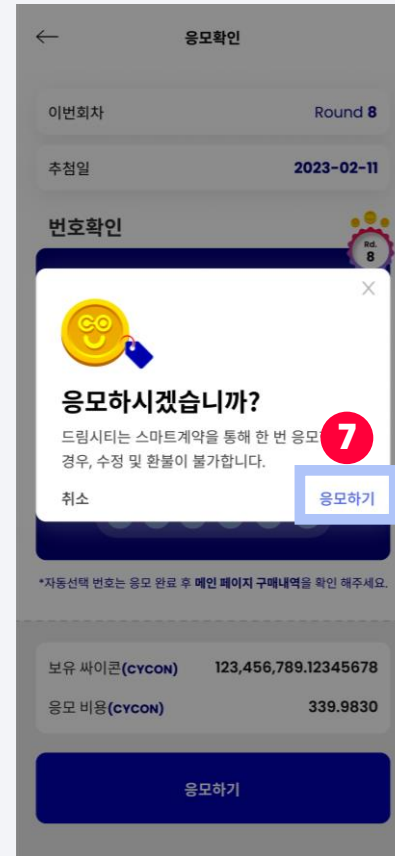 응모확인
이번회차 Round 8
추첨일 2023-02-11
번호확인
Rd.
8
응모하시겠습니까?
드림시티는 스마트계약을 통해 한 번 응모
경우, 수정 및 환불이 불가합니다.
7
취소 응모하기
*자동선택 번호는 응모 완료 후 메인 페이지 구매내역을 확인 해주세요.
보유 싸이콘(CYCON) 123,456,789.12345678
응모 비용(CYCON) 339.9830
응모하기